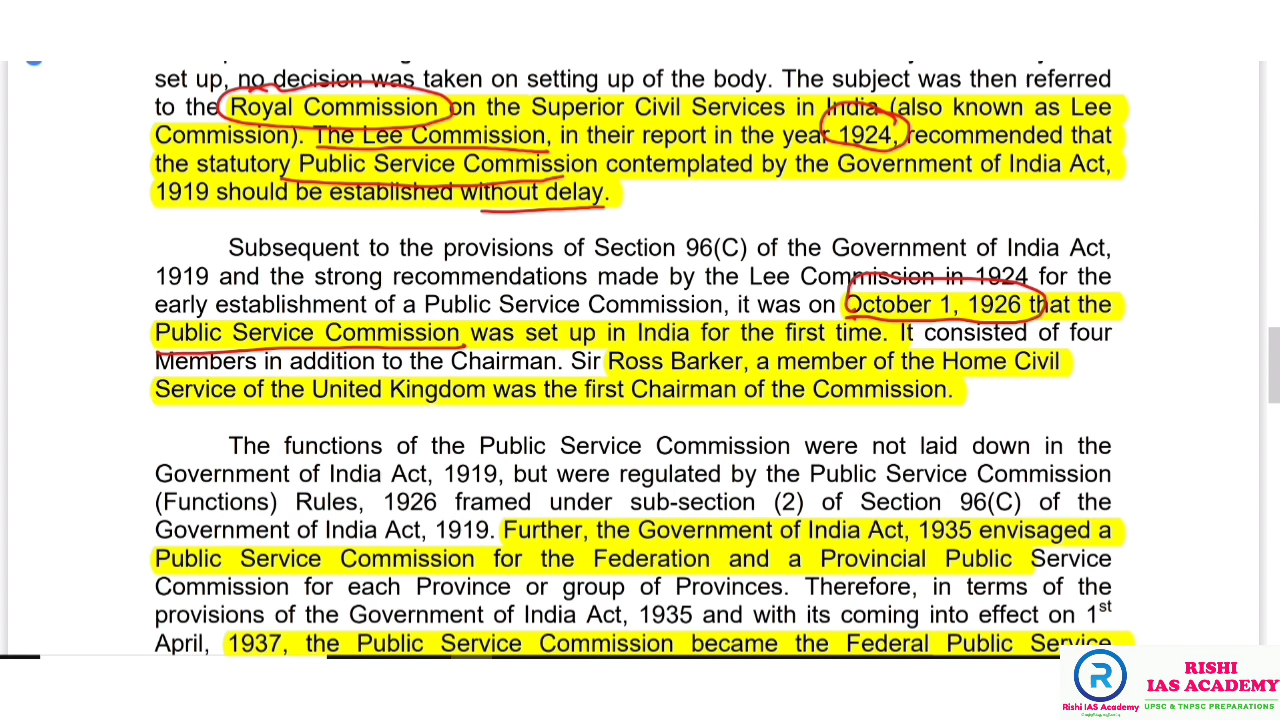 set up, no decision was taken on setting up of the body. The subject was then referred
to the Royal Commission on the Superior Civil Services in India (also known as Lee
Commission). The Lee Commission, in their report in the year 1924, recommended that
the statutory Public Service Commission contemplated by the Government of India Act,
1919 should be established without delay.
Subsequent to the provisions of Section 96(C) of the Government of India Act,
1919 and the strong recommendations made by the Lee Commission in 1924 for the
early establishment of a Public Service Commission, it was on October 1, 1926 that the
Public Service Commission was set up in India for the first time. It consisted of four
Members in addition to the Chairman. Sir Ross Barker, a member of the Home Civil
Service of the United Kingdom was the first Chairman of the Commission.
The functions of the Public Service Commission were not laid down in the
Government of India Act, 1919, but were regulated by the Public Service Commission
(Functions) Rules, 1926 framed under sub-section (2) of Section 96(C) of the
Government of India Act, 1919. Further, the Government of India Act, 1935 envisaged a
Public Service Commission for the Federation and a Provincial Public Service
Commission for each Province or group of Provinces. Therefore, in terms of the
provisions of the Government of India Act, 1935 and with its coming into effect on 1st
April, 1937, the Public Service Commission became the Federal Public Service
R
Rishi IAS Academy
RISHI
IAS ACADEMY
UPSC & TNPSC PREPARATIONS